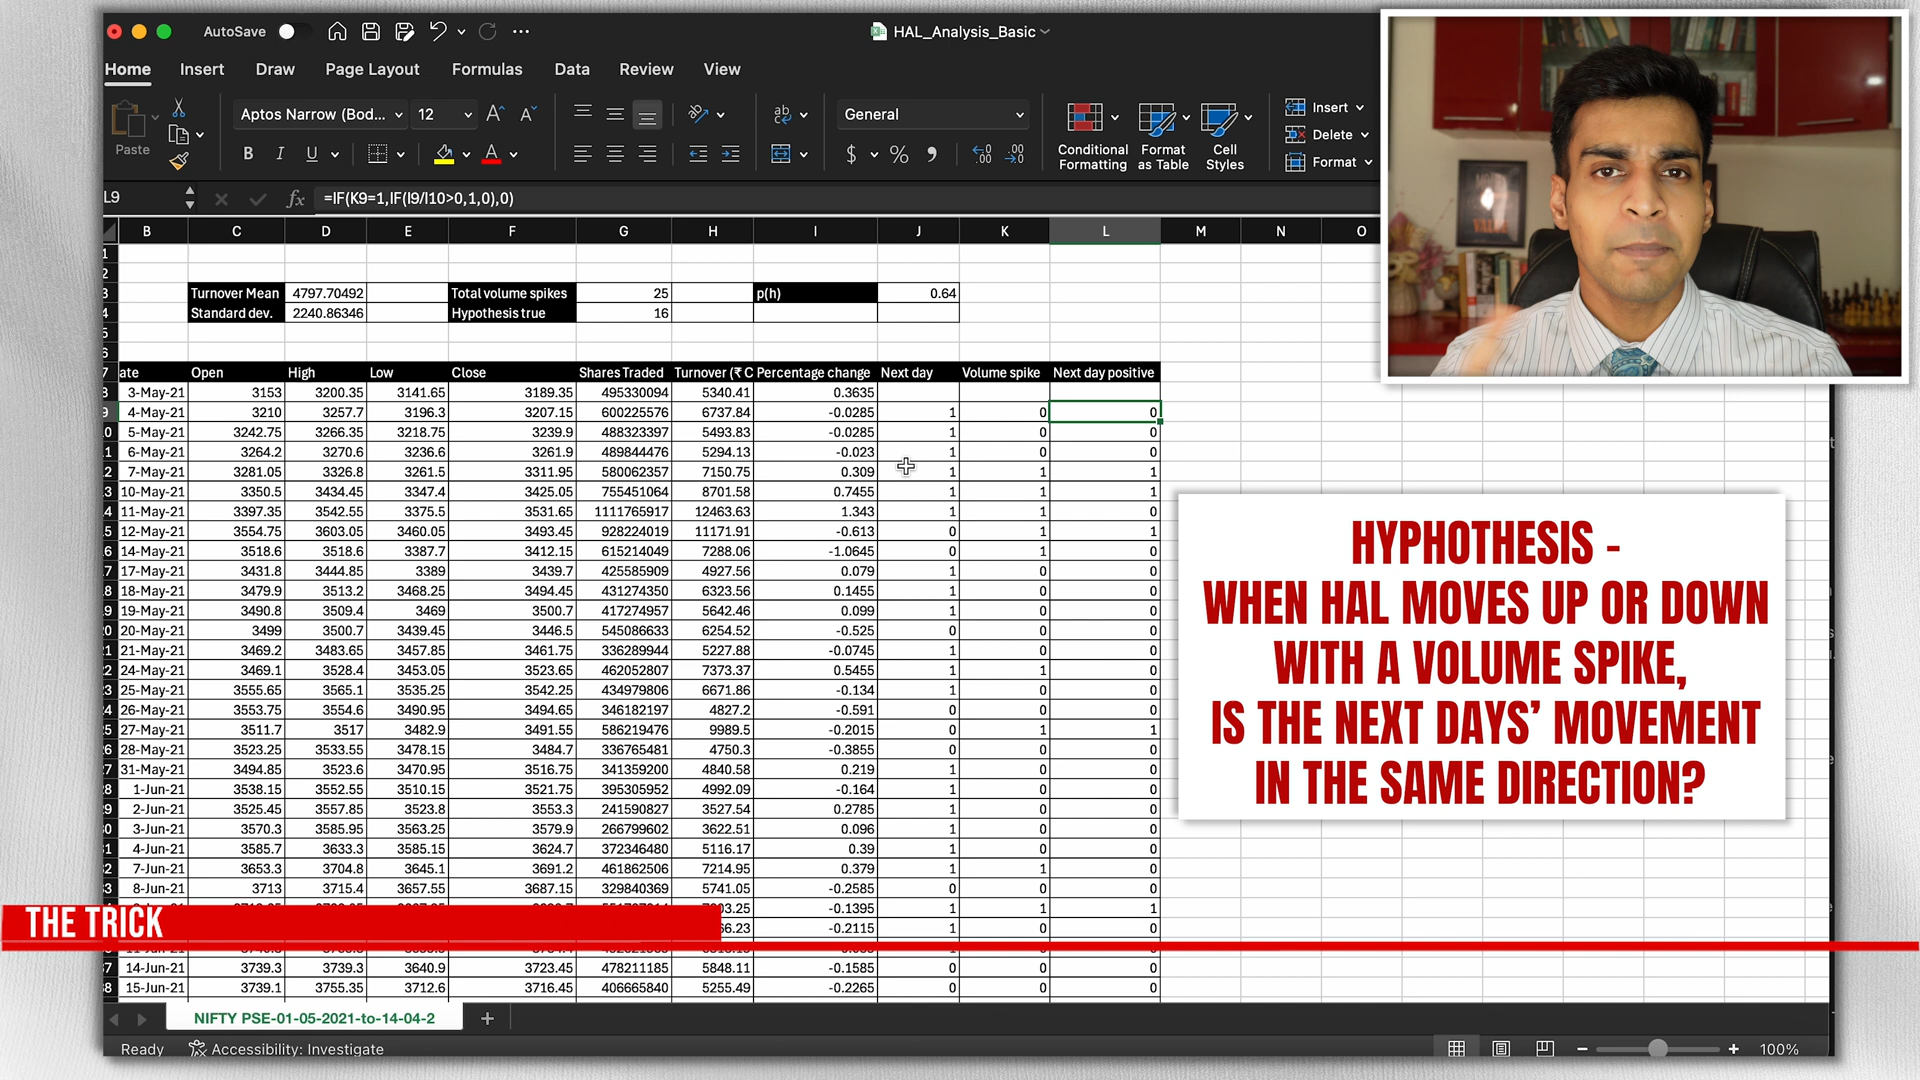 AutoSave
HAL_Analysis_Basic
Home Insert Draw Page Layout Formulas Data Review View
Paste
Aptos Narrow (Bod... 12
General
Conditional Formatting
Format as Table
Cell Styles
Insert
Delete
Format
B I U A $ %
L9 fx =IF(K9=1,IF(I9/I10>0,1,0),0)
B C D E F G H I J K L M N O
Turnover Mean 4797.70492 Total volume spikes 25 p(h) 0.64
Standard dev. 2240.86346 Hypothesis true 16
ate Open High Low Close Shares Traded Turnover (₹ C Percentage change Next day Volume spike Next day positive
3-May-21 3153 3200.35 3141.65 3189.35 495330094 5340.41 0.3635
4-May-21 3210 3257.7 3196.3 3207.15 600225576 6737.84 -0.0285 1 0 0
5-May-21 3242.75 3266.35 3218.75 3239.9 488323397 5493.83 -0.0285 1 0 0
6-May-21 3264.2 3270.6 3236.6 3261.9 489844476 5294.13 -0.023 1 0 0
7-May-21 3281.05 3326.8 3261.5 3311.95 580062357 7150.75 0.309 1 1 1
10-May-21 3350.5 3434.45 3347.4 3425.05 755451064 8701.58 0.7455 1 1 1
11-May-21 3397.35 3542.55 3375.5 3531.65 1111765917 12463.63 1.343 1 1 0
12-May-21 3554.75 3603.05 3460.05 3493.45 928224019 11171.91 -0.613 0 1 1
14-May-21 3518.6 3518.6 3387.7 3412.15 615214049 7288.06 -1.0645 0 1 0
17-May-21 3431.8 3444.85 3389 3439.7 425585909 4927.56 0.079 1 0 0
18-May-21 3479.9 3513.2 3468.25 3494.45 431274350 6323.56 0.1455 1 0 0
19-May-21 3490.8 3509.4 3469 3500.7 417274957 5642.46 0.099 1 0 0
20-May-21 3499 3500.7 3439.45 3446.5 545086633 6254.52 -0.525 0 0 0
21-May-21 3469.2 3483.65 3457.85 3461.75 336289944 5227.88 -0.0745 1 0 0
24-May-21 3469.1 3528.4 3453.05 3523.65 462052807 7373.37 0.5455 1 1 0
25-May-21 3555.65 3565.1 3535.25 3542.25 434979806 6671.86 -0.134 1 0 0
26-May-21 3553.75 3554.6 3490.95 3494.65 346182197 4827.2 -0.591 0 0 0
27-May-21 3511.7 3517 3482.9 3491.55 586219476 9989.5 -0.2015 0 1 1
28-May-21 3523.25 3533.55 3478.15 3484.7 336765481 4750.3 -0.3855 0 0 0
31-May-21 3494.85 3523.6 3470.95 3516.75 341359200 4840.58 0.219 1 0 0
1-Jun-21 3538.15 3552.55 3510.15 3521.75 395305952 4992.09 -0.164 1 0 0
2-Jun-21 3525.45 3557.85 3523.8 3553.3 241590827 3527.54 0.2785 1 0 0
3-Jun-21 3570.3 3585.95 3563.25 3579.9 266799602 3622.51 0.096 1 0 0
4-Jun-21 3585.7 3633.3 3585.15 3624.7 372346480 5116.17 0.39 1 0 0
7-Jun-21 3653.3 3704.8 3645.1 3691.2 461862506 7214.95 0.379 1 1 0
8-Jun-21 3713 3715.4 3657.55 3687.15 329840369 5741.05 -0.2585 0 0 0
03.25 -0.1395 1 1 1
66.23 -0.2115 1 0 0
14-Jun-21 3739.3 3739.3 3640.9 3723.45 478211185 5848.11 -0.1585 0 0 0
15-Jun-21 3739.1 3755.35 3712.6 3716.45 406665840 5255.49 -0.2265 0 0 0
HYPHOTHESIS -
WHEN HAL MOVES UP OR DOWN
WITH A VOLUME SPIKE,
IS THE NEXT DAYS’ MOVEMENT
IN THE SAME DIRECTION?
THE TRICK
NIFTY PSE-01-05-2021-to-14-04-2
Ready Accessibility: Investigate 100%